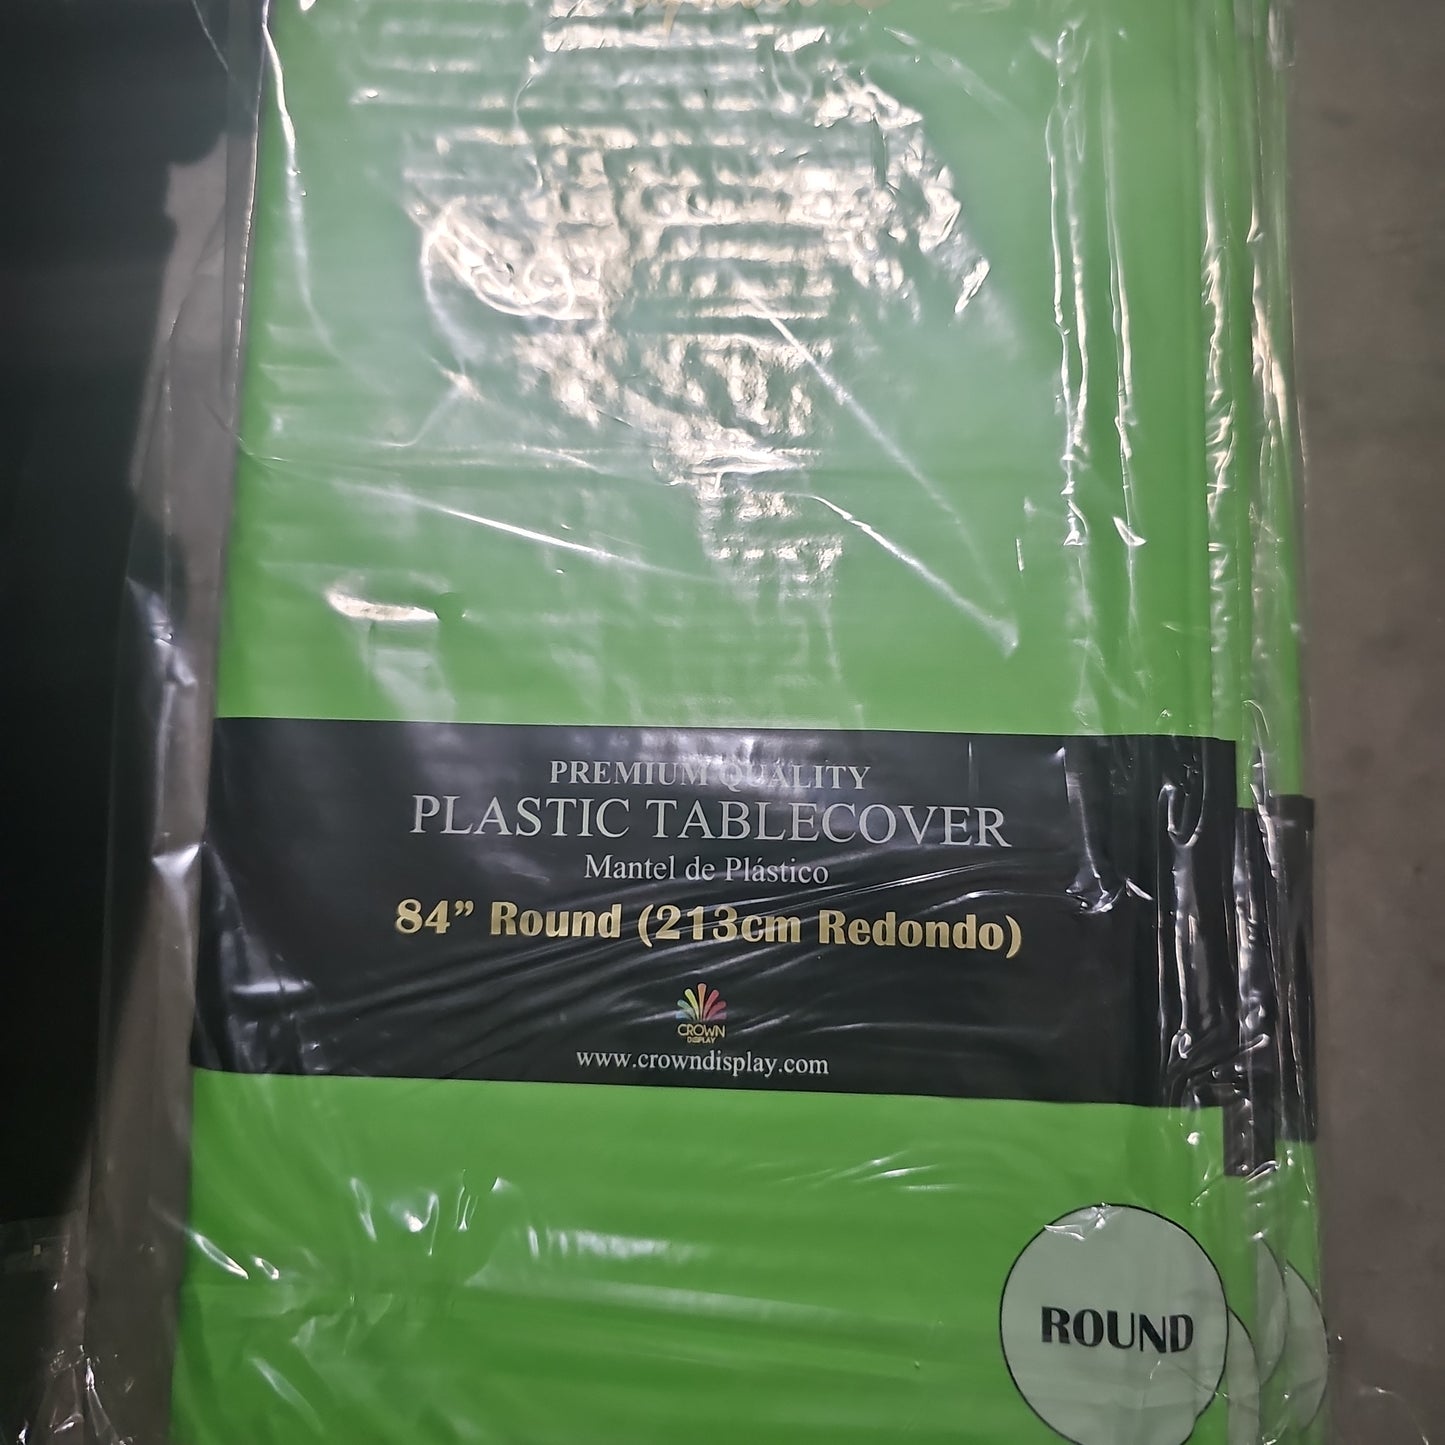 PREMIUM QUALITY
PLASTIC TABLECOVER
Mantel de Plástico
84” Round (213cm Redondo)
CROWN
DISPLAY
www.crowndisplay.com
ROUND